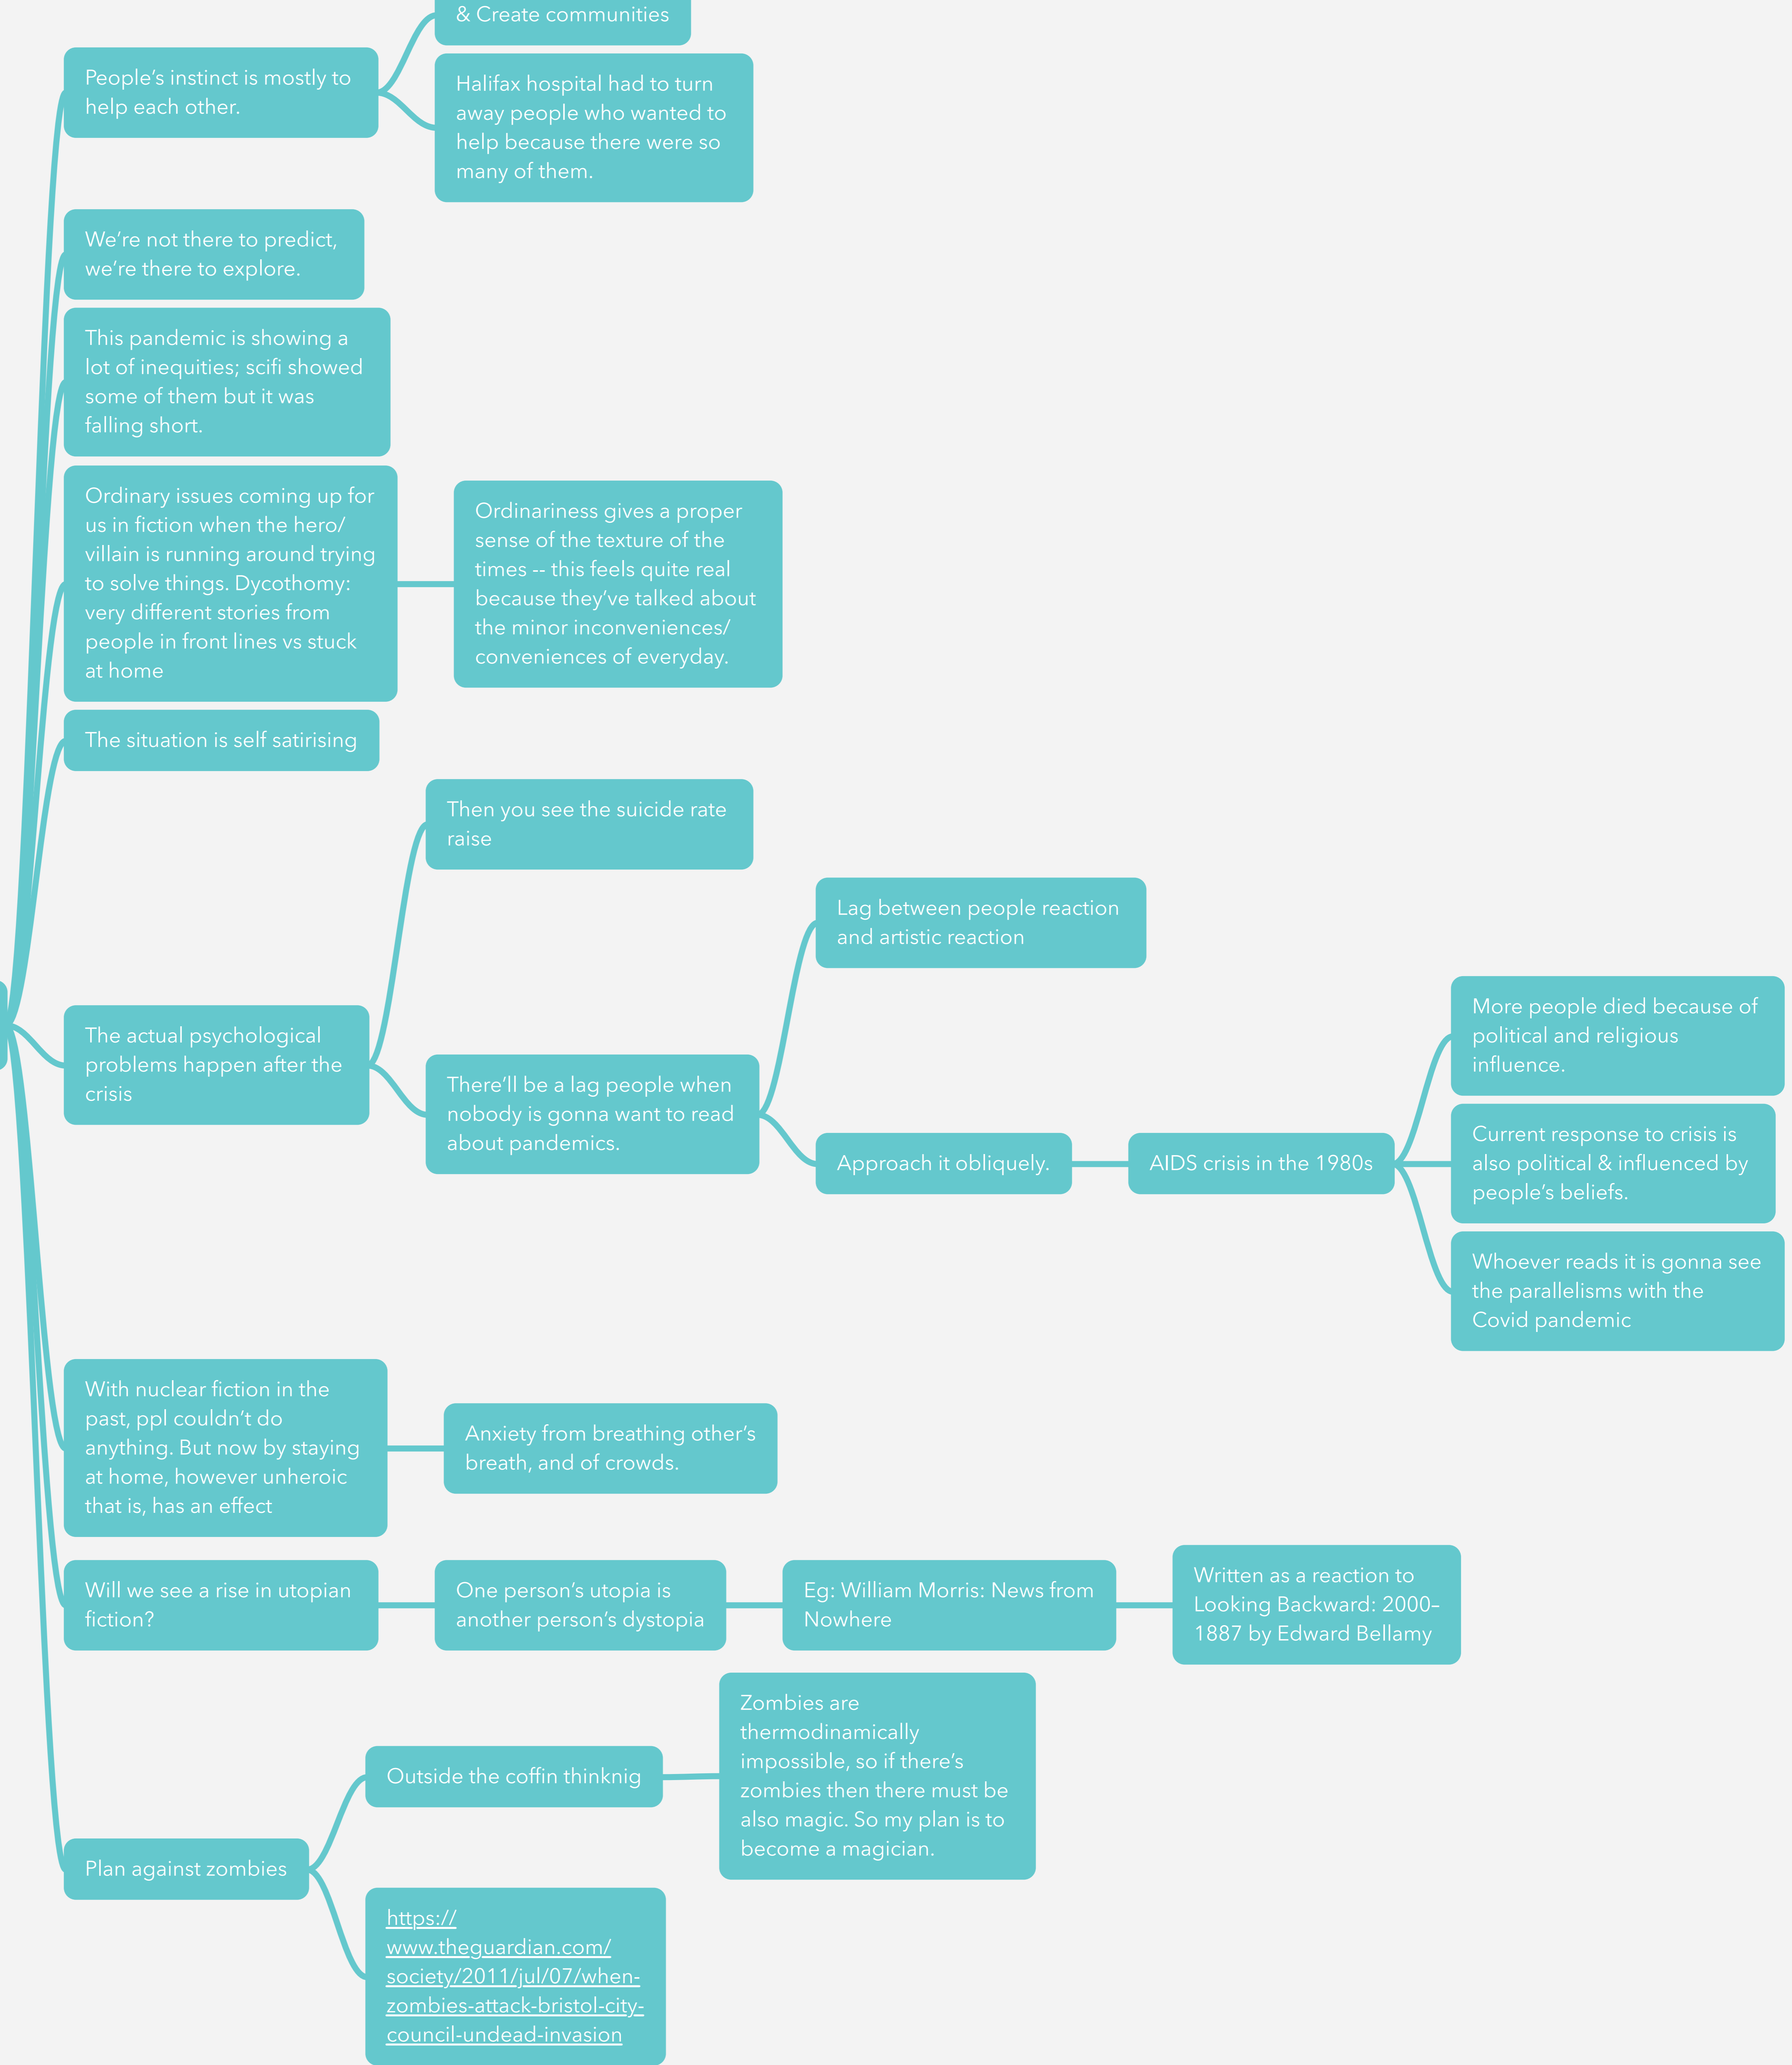 & Create communities
People's instinct is mostly to
help each other.
Halifax hospital had to turn
away people who wanted to
help because there were so
many of them.
We're not there to predict,
we're there to explore.
This pandemic is showing a
lot of inequities; scifi showed
some of them but it was
falling short.
Ordinary issues coming up for
us in fiction when the hero/
villain is running around trying
to solve things. Dycothomy:
very different stories from
people in front lines vs stuck
at home
Ordinariness gives a proper
sense of the texture of the
times -- this feels quite real
because they've talked about
the minor inconveniences/
conveniences of everyday.
The situation is self satirising
The actual psychological
problems happen after the
crisis
Then you see the suicide rate
raise
There'll be a lag people when
nobody is gonna want to read
about pandemics.
Lag between people reaction
and artistic reaction
Approach it obliquely.
AIDS crisis in the 1980s
More people died because of
political and religious
influence.
Current response to crisis is
also political & influenced by
people's beliefs.
Whoever reads it is gonna see
the parallelisms with the
Covid pandemic
With nuclear fiction in the
past, ppl couldn't do
anything. But now by staying
at home, however unheroic
that is, has an effect
Anxiety from breathing other's
breath, and of crowds.
Will we see a rise in utopian
fiction?
One person's utopia is
another person's dystopia
Eg: William Morris: News from
Nowhere
Written as a reaction to
Looking Backward: 2000–
1887 by Edward Bellamy
Plan against zombies
Outside the coffin thinknig
Zombies are
thermodinamically
impossible, so if there's
zombies then there must be
also magic. So my plan is to
become a magician.
https://
www.theguardian.com/
society/2011/jul/07/when-
zombies-attack-bristol-city-
council-undead-invasion